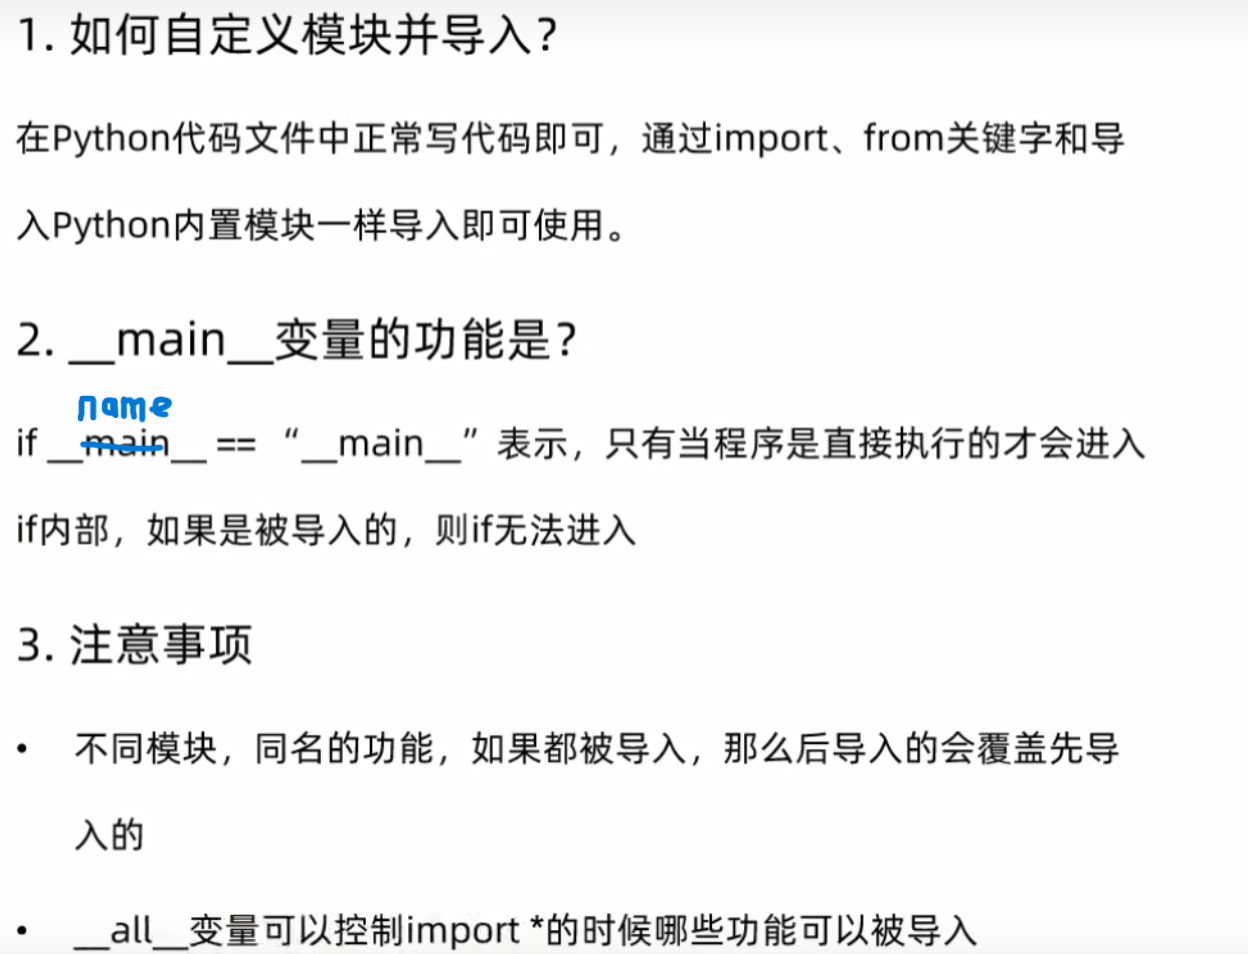 1. 如何自定义模块并导入？
在Python代码文件中正常写代码即可，通过import、from关键字和导
入Python内置模块一样导入即可使用。
2. __main__变量的功能是？
name
if __main__ == “__main__”表示，只有当程序是直接执行的才会进入
if内部，如果是被导入的，则if无法进入
3. 注意事项
• 不同模块，同名的功能，如果都被导入，那么后导入的会覆盖先导
入的
• __all__变量可以控制import *的时候哪些功能可以被导入